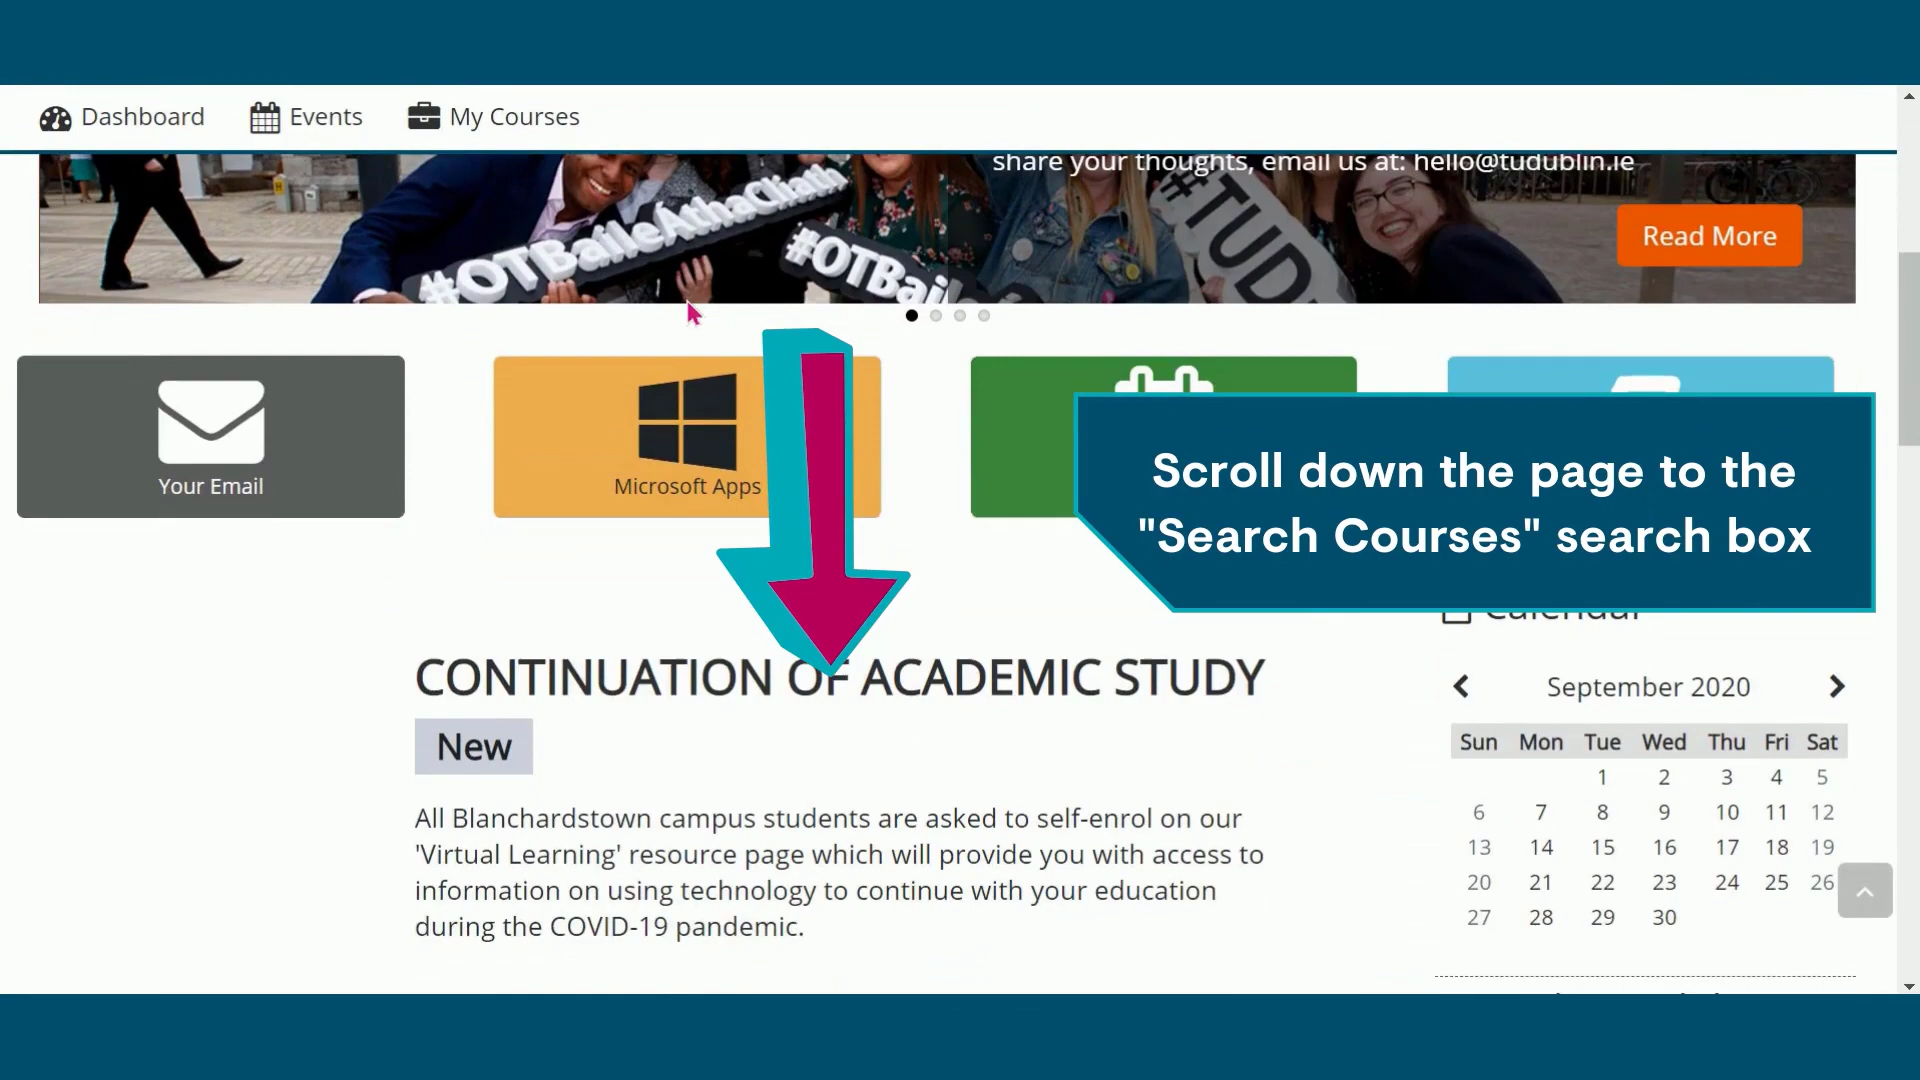 Dashboard
Events
My Courses
share your thoughts, email us at: hello@tudublin.ie
#OTBaileÁthaCliath
#OTBai
#TUD
Read More
Your Email
Microsoft Apps
Scroll down the page to the
"Search Courses" search box
Calendar
CONTINUATION OF ACADEMIC STUDY
New
All Blanchardstown campus students are asked to self-enrol on our
'Virtual Learning' resource page which will provide you with access to
information on using technology to continue with your education
during the COVID-19 pandemic.
September 2020
Sun Mon Tue Wed Thu Fri Sat
1 2 3 4 5
6 7 8 9 10 11 12
13 14 15 16 17 18 19
20 21 22 23 24 25 26
27 28 29 30